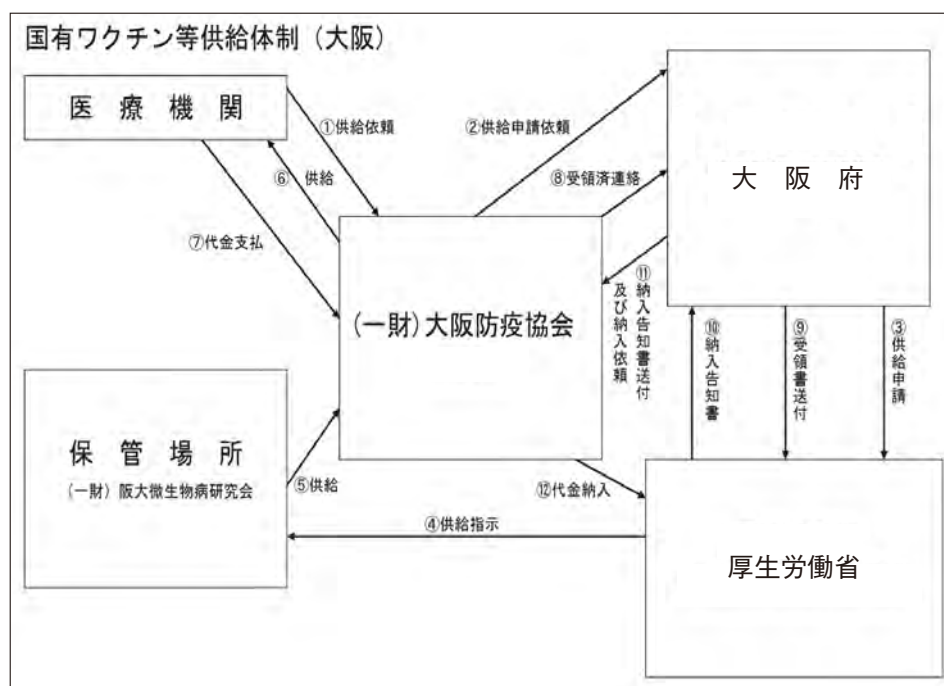 国有ワクチン等供給体制（大阪）
医療機関
①供給依頼
②供給申請依頼
⑥ 供給
⑧受領済連絡
大阪府
⑦代金支払
(一財)大阪防疫協会
⑪納入告知書送付
及び納入依頼
⑩納入告知書
⑨受領書送付
③供給申請
保管場所
(一財)阪大微生物病研究会
⑤供給
⑫代金納入
④供給指示
厚生労働省